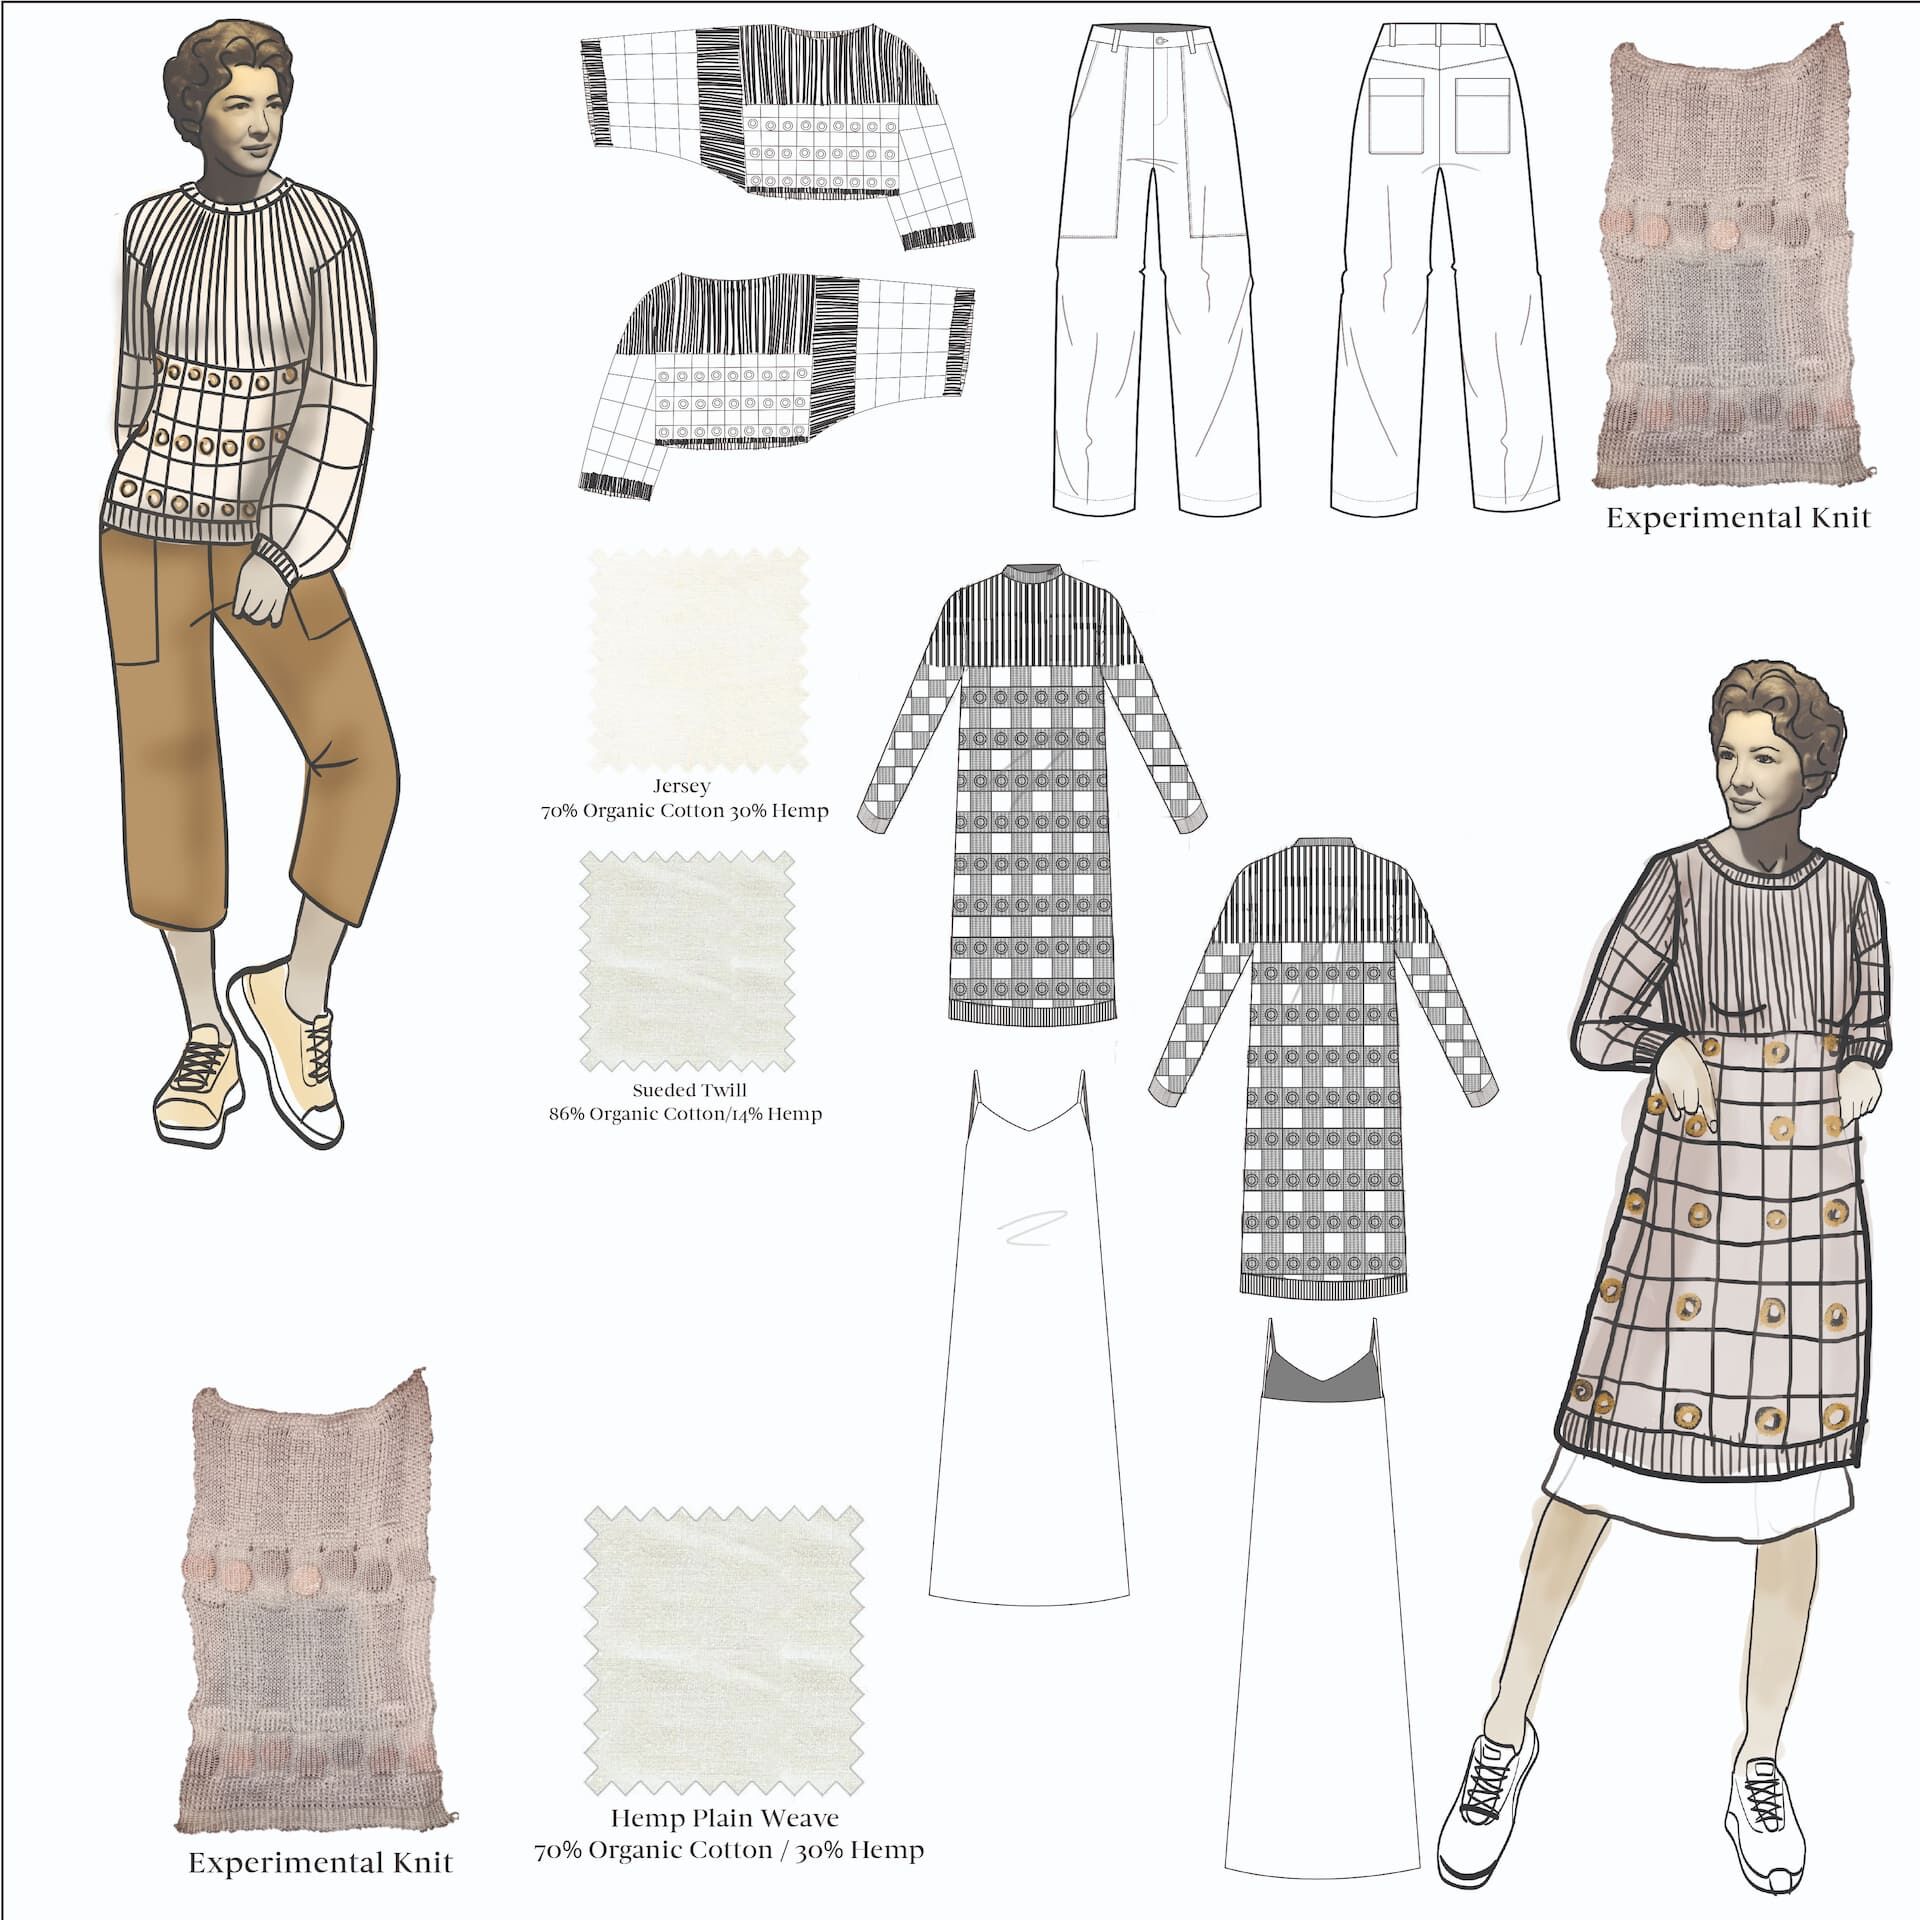 Experimental Knit
Jersey
70% Organic Cotton 30% Hemp
Sueded Twill
86% Organic Cotton/14% Hemp
Experimental Knit
Hemp Plain Weave
70% Organic Cotton / 30% Hemp